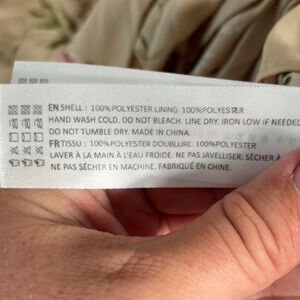 EN SHELL : 100%POLYESTER LINING: 100%POLYESTER
HAND WASH COLD. DO NOT BLEACH. LINE DRY. IRON LOW IF NEEDED
DO NOT TUMBLE DRY. MADE IN CHINA.
FR TISSU : 100%POLYESTER DOUBLURE: 100%POLYESTER
LAVER À LA MAIN À L'EAU FROIDE. NE PAS JAVELLISER. SÉCHER À
NE PAS SÉCHER EN MACHINE. FABRIQUÉ EN CHINE.